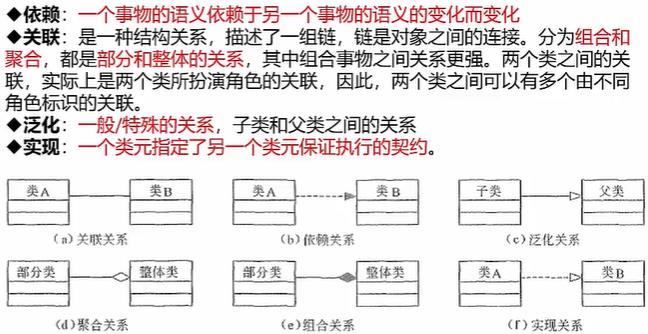 ◆依赖：一个事物的语义依赖于另一个事物的语义的变化而变化
◆关联：是一种结构关系，描述了一组链，链是对象之间的连接。分为组合和
聚合，都是部分和整体的关系，其中组合事物之间关系更强。两个类之间的关
联，实际上是两个类所扮演角色的关联，因此，两个类之间可以有多个由不同
角色标识的关联。
◆泛化：一般/特殊的关系，子类和父类之间的关系
◆实现：一个类元指定了另一个类元保证执行的契约。
类A 类B 类A 类B 子类 父类
(a)关联关系 (b)依赖关系 (c)泛化关系
部分类 整体类 部分类 整体类 类A 类B
(d)聚合关系 (e)组合关系 (f)实现关系